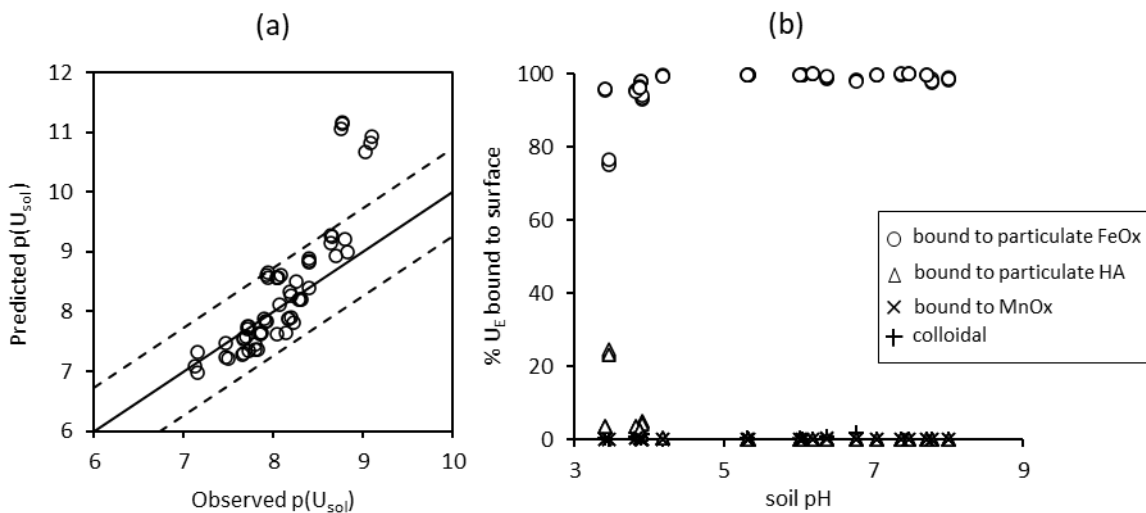 (a)
12
11
10
9
8
7
6
6
7
8
9
10
Predicted p(U_sol)
Observed p(U_sol)
(b)
100
80
60
40
20
0
3
5
7
9
% U_E bound to surface
soil pH
bound to particulate FeOx
bound to particulate HA
bound to MnOx
colloidal